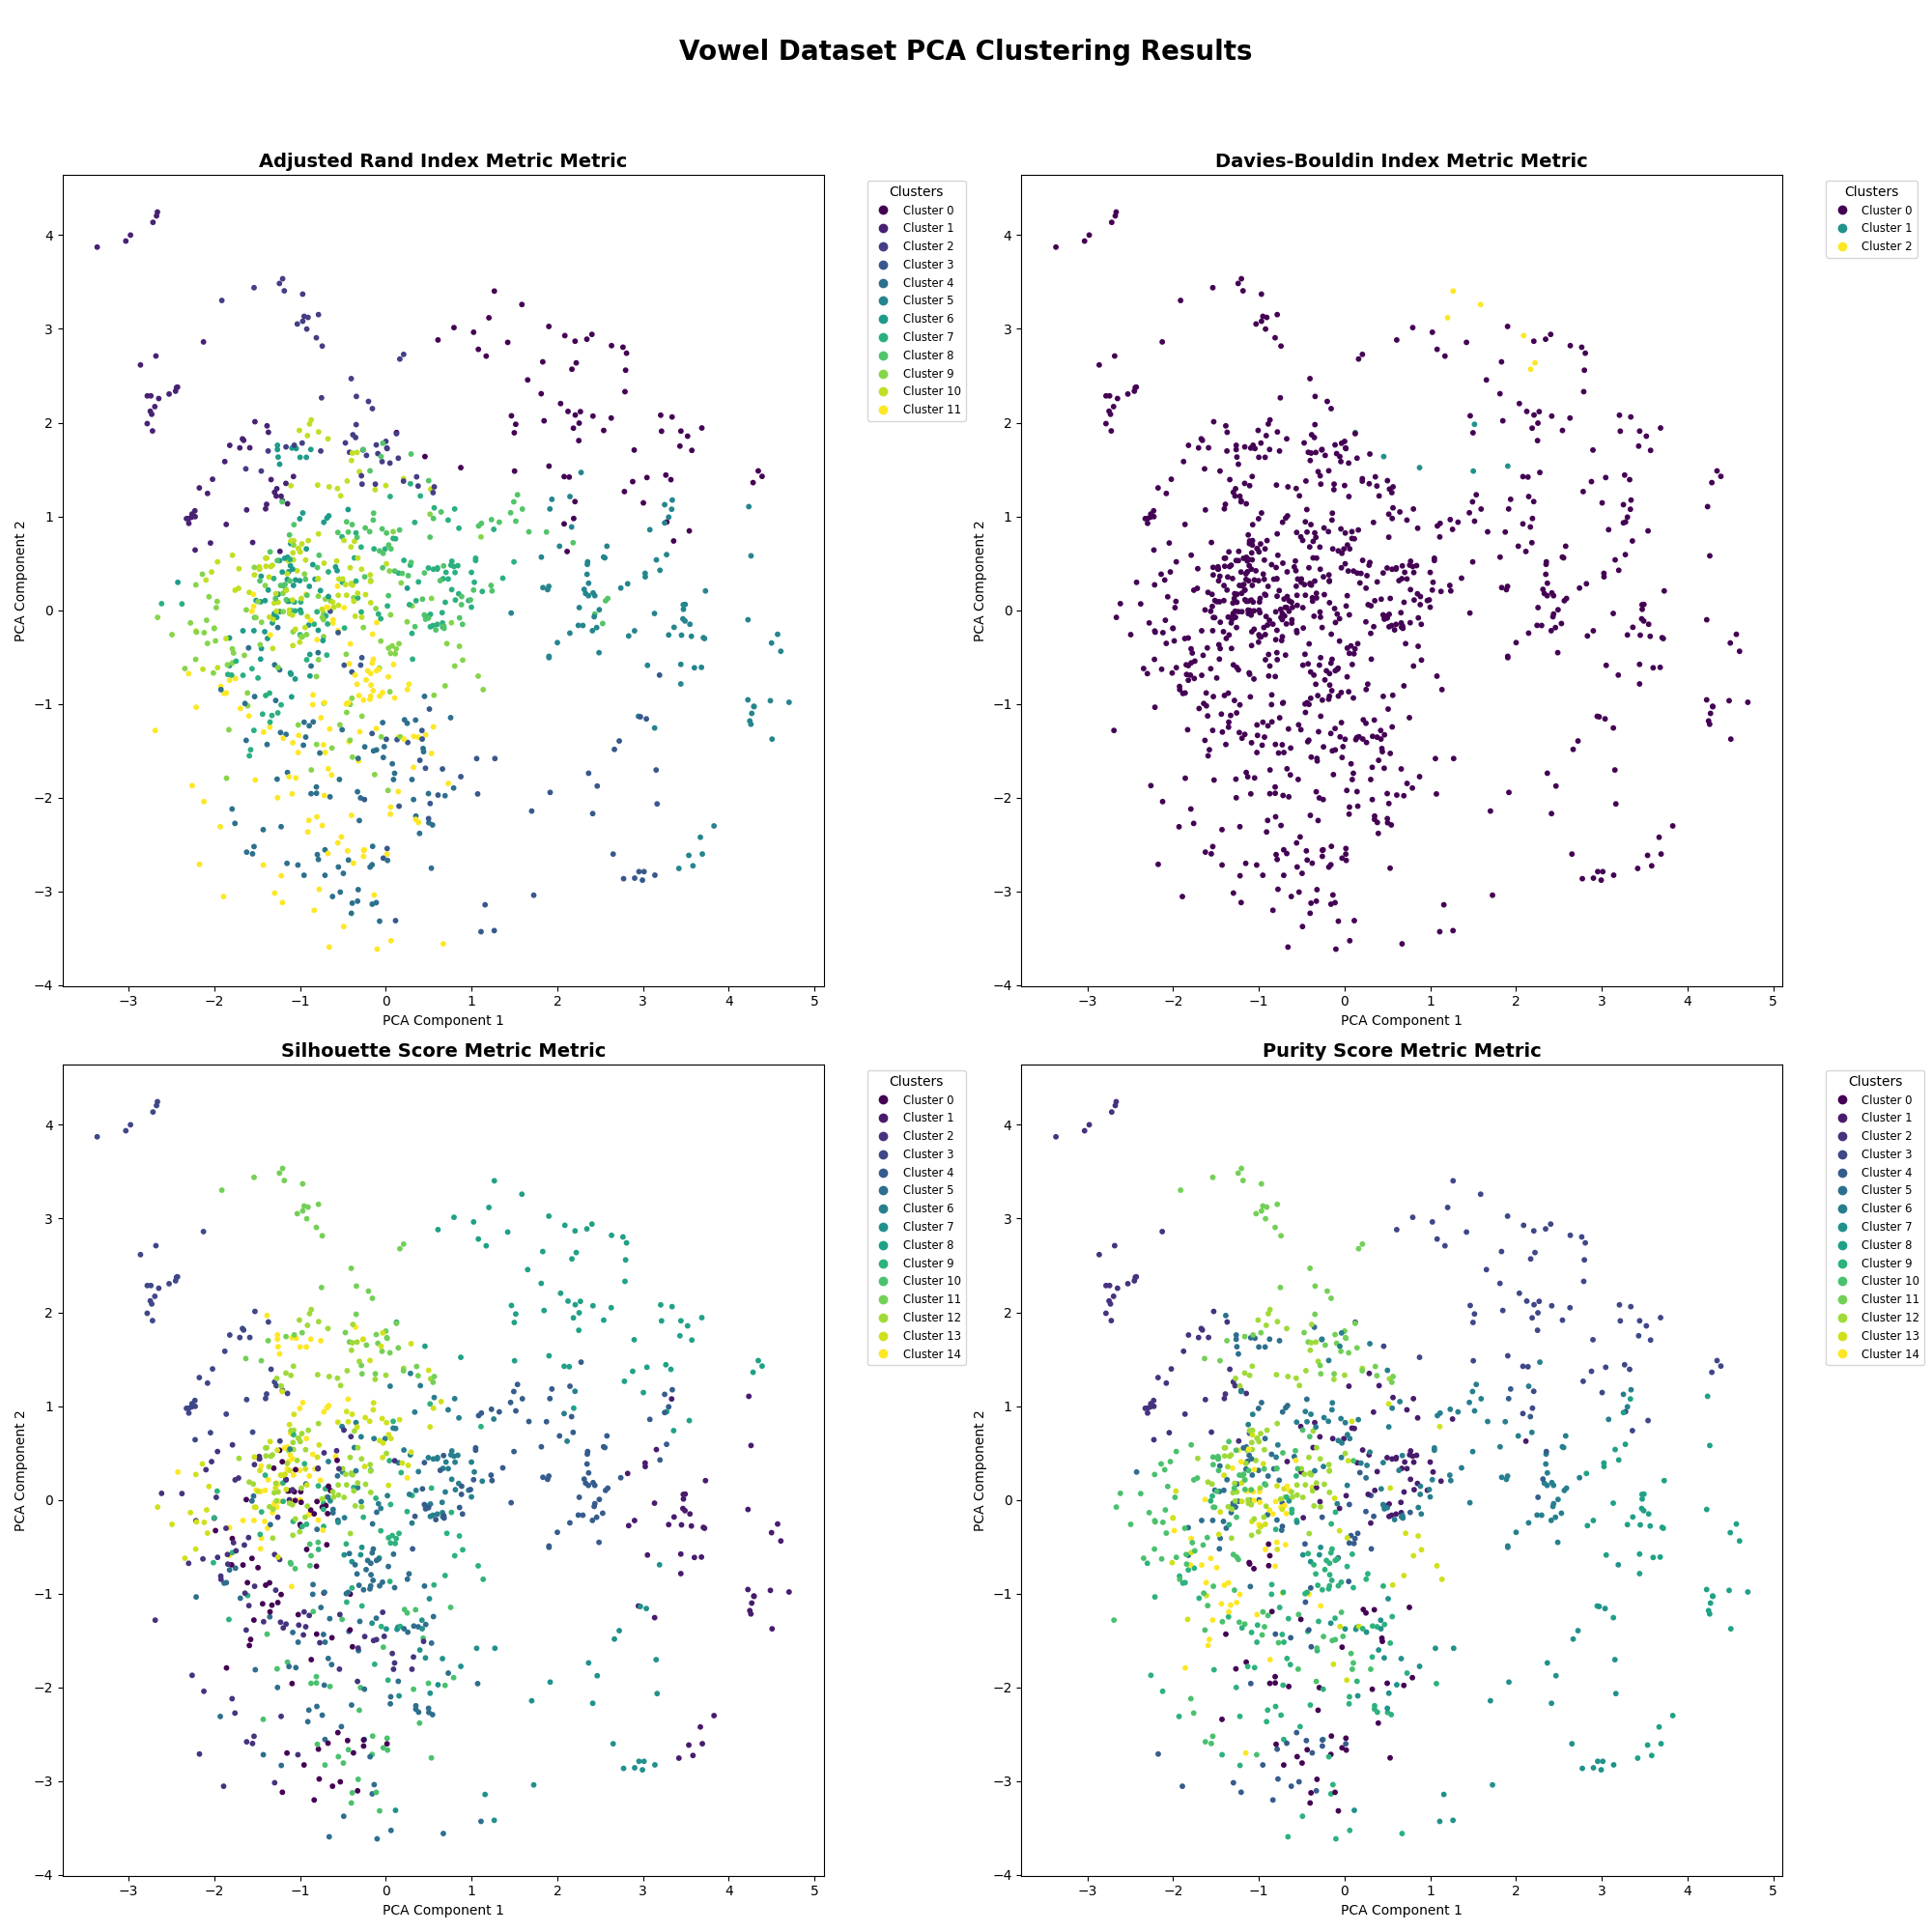 Vowel Dataset PCA Clustering Results
Adjusted Rand Index Metric Metric
PCA Component 2
4
3
2
1
0
−1
−2
−3
−4
−3
−2
−1
0
1
2
3
4
5
PCA Component 1
Clusters
Cluster 0
Cluster 1
Cluster 2
Cluster 3
Cluster 4
Cluster 5
Cluster 6
Cluster 7
Cluster 8
Cluster 9
Cluster 10
Cluster 11
Davies-Bouldin Index Metric Metric
PCA Component 2
4
3
2
1
0
−1
−2
−3
−4
−3
−2
−1
0
1
2
3
4
5
PCA Component 1
Clusters
Cluster 0
Cluster 1
Cluster 2
Silhouette Score Metric Metric
PCA Component 2
4
3
2
1
0
−1
−2
−3
−4
−3
−2
−1
0
1
2
3
4
5
PCA Component 1
Clusters
Cluster 0
Cluster 1
Cluster 2
Cluster 3
Cluster 4
Cluster 5
Cluster 6
Cluster 7
Cluster 8
Cluster 9
Cluster 10
Cluster 11
Cluster 12
Cluster 13
Cluster 14
Purity Score Metric Metric
PCA Component 2
4
3
2
1
0
−1
−2
−3
−4
−3
−2
−1
0
1
2
3
4
5
PCA Component 1
Clusters
Cluster 0
Cluster 1
Cluster 2
Cluster 3
Cluster 4
Cluster 5
Cluster 6
Cluster 7
Cluster 8
Cluster 9
Cluster 10
Cluster 11
Cluster 12
Cluster 13
Cluster 14